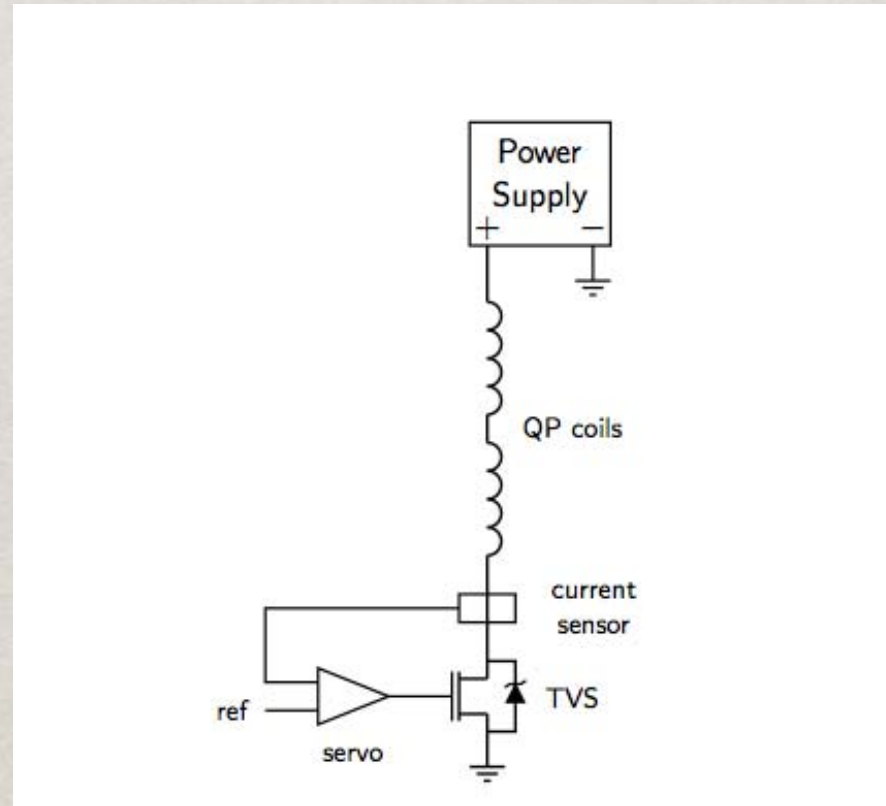 Power
Supply
+ −
QP coils
current
sensor
ref
TVS
servo